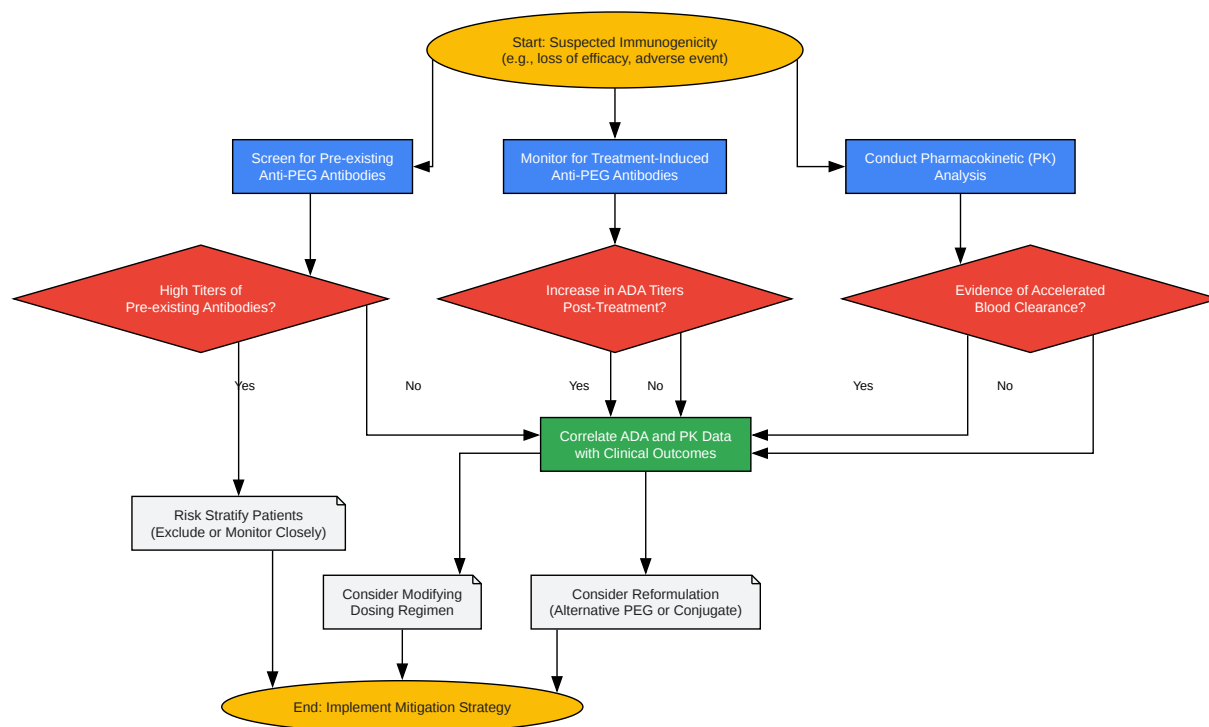 Start: Suspected Immunogenicity
(e.g., loss of efficacy, adverse event)
Screen for Pre-existing
Anti-PEG Antibodies
Monitor for Treatment-Induced
Anti-PEG Antibodies
Conduct Pharmacokinetic (PK)
Analysis
High Titers of
Pre-existing Antibodies?
Increase in ADA Titers
Post-Treatment?
Evidence of Accelerated
Blood Clearance?
Yes
No
Yes
No
Yes
No
Correlate ADA and PK Data
with Clinical Outcomes
Risk Stratify Patients
(Exclude or Monitor Closely)
Consider Modifying
Dosing Regimen
Consider Reformulation
(Alternative PEG or Conjugate)
End: Implement Mitigation Strategy